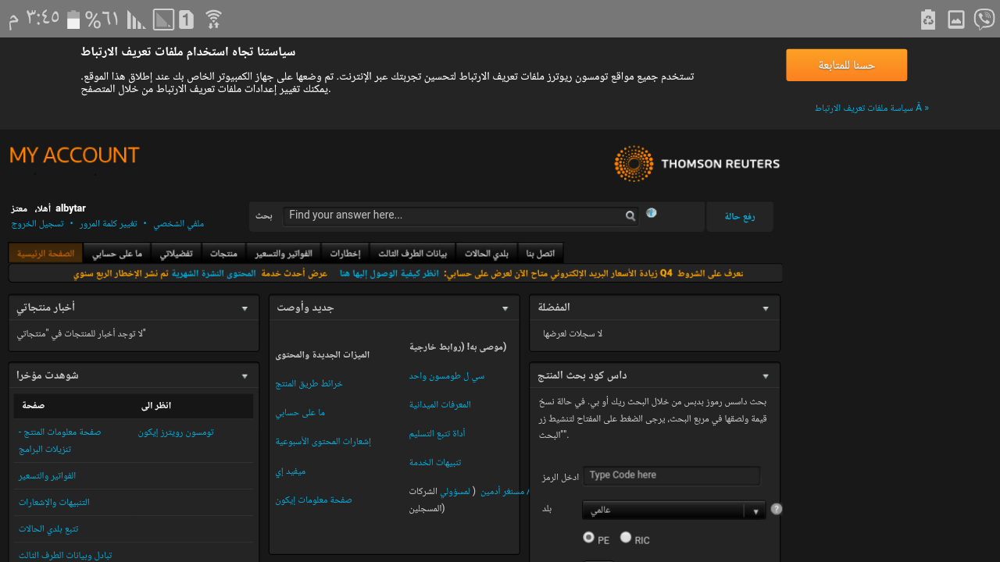 ٣:٤٥ م
٦١%
1
سياستنا تجاه استخدام ملفات تعريف الارتباط
تستخدم جميع مواقع تومسون ريوترز ملفات تعريف الارتباط لتحسين تجربتك عبر الإنترنت. تم وضعها على جهاز الكمبيوتر الخاص بك عند إطلاق هذا الموقع.
يمكنك تغيير إعدادات ملفات تعريف الارتباط من خلال المتصفح.
حسنا للمتابعة
سياسة ملفات تعريف الارتباط Â »
MY ACCOUNT
THOMSON REUTERS
أهلا، معتز albytar
ملفي الشخصي • تغيير كلمة المرور • تسجيل الخروج
بحث
Find your answer here...
رفع حالة
الصفحة الرئيسية
ما على حسابي
تفضيلاتي
منتجات
الفواتير والتسعير
إخطارات
بيانات الطرف الثالث
بلدي الحالات
اتصل بنا
تعرف على الشروط Q4 زيادة الأسعار البريد الإلكتروني متاح الآن لعرض على حسابي: انظر كيفية الوصول إليها هنا
عرض أحدث خدمة المحتوى النشرة الشهرية تم نشر الإخطار الربع سنوي
أخبار منتجاتي
لا توجد أخبار للمنتجات في "منتجاتي"
شوهدت مؤخرا
صفحة
انظر الى
صفحة معلومات المنتج -
تنزيلات البرامج
تومسون رويترز إيكون
الفواتير والتسعير
التنبيهات والإشعارات
تتبع بلدي الحالات
تبادل وبيانات الطرف الثالث
جديد وأوصت
الميزات الجديدة والمحتوى
خرائط طريق المنتج
ما على حسابي
إشعارات المحتوى الأسبوعية
ميفيد إي
صفحة معلومات إيكون
موصى به! (روابط خارجية)
سي ل طومسون واحد
المعرفات الميدانية
أداة تتبع التسليم
تنبيهات الخدمة
/ مسنغر أدمين ( لمسؤولي الشركات
المسجلين)
المفضلة
لا سجلات لعرضها
داس كود بحث المنتج
بحث داسس رموز بدبس من خلال البحث ريك أو بي. في حالة نسخ
قيمة ولصقها في مربع البحث، يرجى الضغط على المفتاح لتنشيط زر
"البحث".
ادخل الرمز
Type Code here
بلد
عالمي
?
PE
RIC